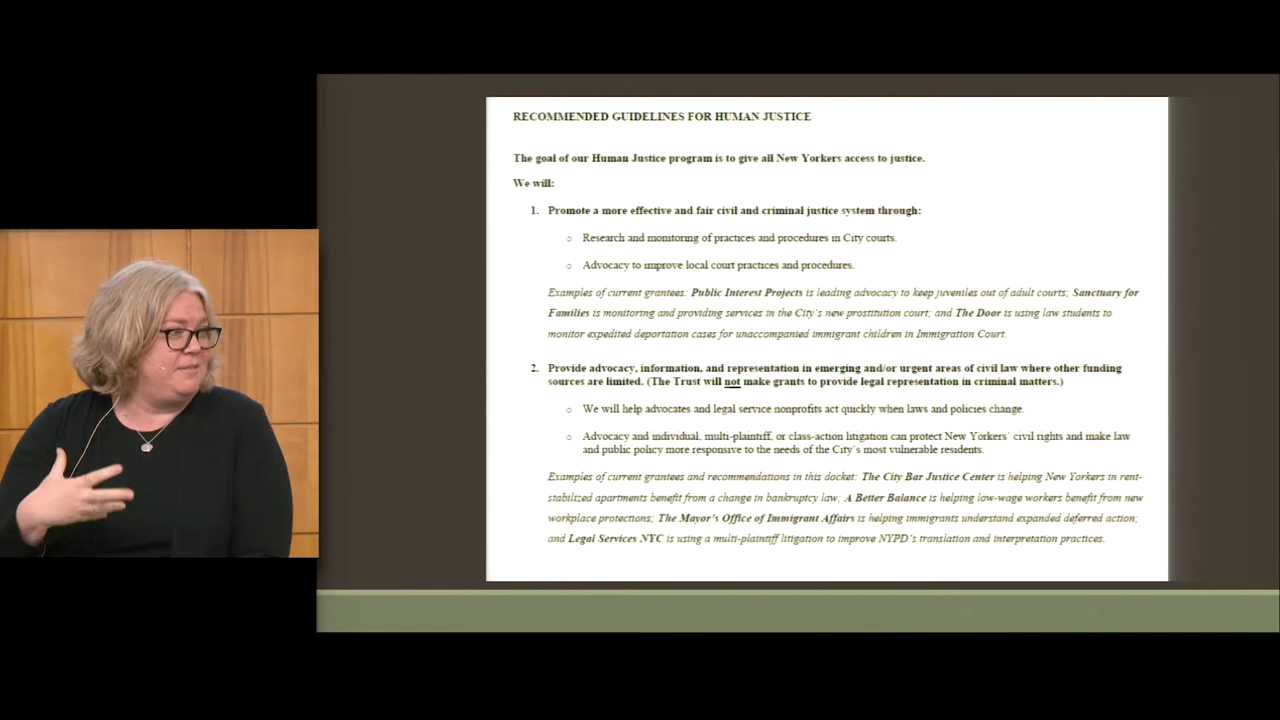 RECOMMENDED GUIDELINES FOR HUMAN JUSTICE
The goal of our Human Justice program is to give all New Yorkers access to justice.
We will:
1. Promote a more effective and fair civil and criminal justice system through:
○ Research and monitoring of practices and procedures in City courts.
○ Advocacy to improve local court practices and procedures.
Examples of current grantees: Public Interest Projects is leading advocacy to keep juveniles out of adult courts; Sanctuary for
Families is monitoring and providing services in the City's new prostitution court; and The Door is using law students to
monitor expedited deportation cases for unaccompanied immigrant children in Immigration Court.
2. Provide advocacy, information, and representation in emerging and/or urgent areas of civil law where other funding
sources are limited. (The Trust will not make grants to provide legal representation in criminal matters.)
○ We will help advocates and legal service nonprofits act quickly when laws and policies change.
○ Advocacy and individual, multi-plaintiff, or class-action litigation can protect New Yorkers' civil rights and make law
and public policy more responsive to the needs of the City's most vulnerable residents.
Examples of current grantees and recommendations in this docket: The City Bar Justice Center is helping New Yorkers in rent-
stabilized apartments benefit from a change in bankruptcy law; A Better Balance is helping low-wage workers benefit from new
workplace protections; The Mayor's Office of Immigrant Affairs is helping immigrants understand expanded deferred action;
and Legal Services NYC is using a multi-plaintiff litigation to improve NYPD's translation and interpretation practices.